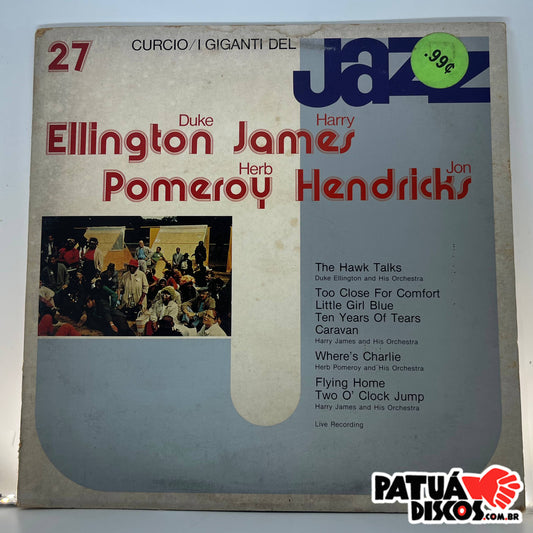 27
CURCIO/I GIGANTI DEL
Jazz
.99¢
Duke Harry
Ellington James
Herb Jon
Pomeroy Hendricks
The Hawk Talks
Duke Ellington and His Orchestra
Too Close For Comfort
Little Girl Blue
Ten Years Of Tears
Caravan
Harry James and His Orchestra
Where's Charlie
Herb Pomeroy and His Orchestra
Flying Home
Two O' Clock Jump
Harry James and His Orchestra
Live Recording
PATUÁ
DISCOS.COM.BR